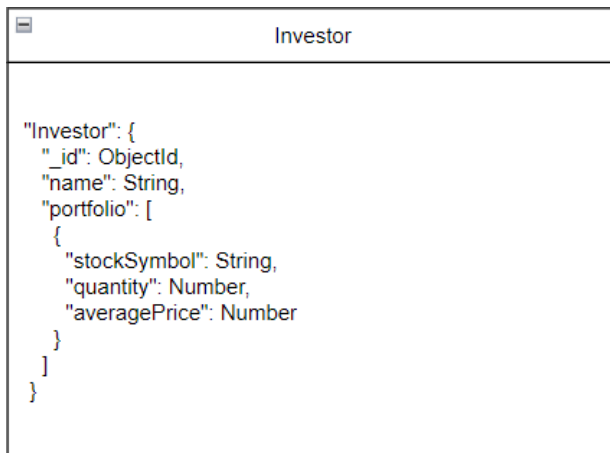 Investor
"Investor": {
"_id": ObjectId,
"name": String,
"portfolio": [
{
"stockSymbol": String,
"quantity": Number,
"averagePrice": Number
}
]
}